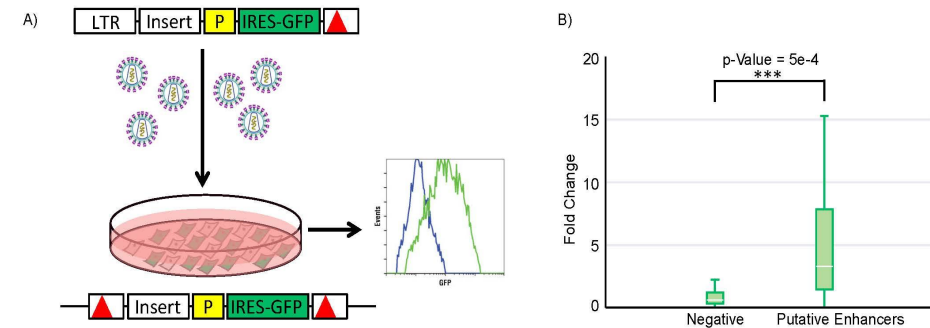 A)
LTR Insert P IRES-GFP
Events
GFP
Insert P IRES-GFP
B)
p-Value = 5e-4
***
20
15
10
5
0
Fold Change
Negative Putative Enhancers